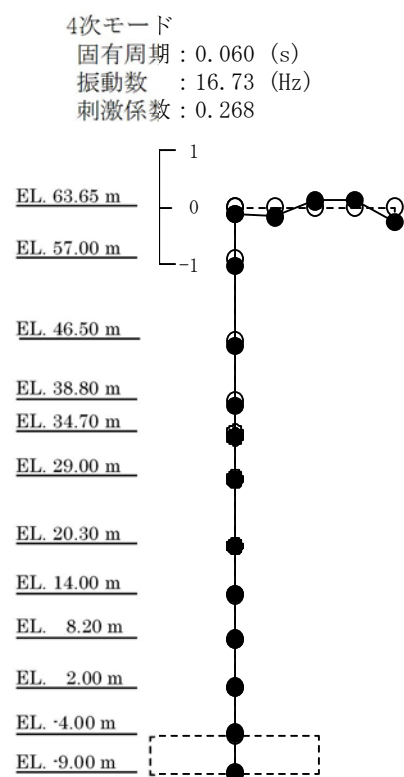 4次モード
固有周期：0.060 (s)
振動数　：16.73 (Hz)
刺激係数：0.268
1
EL. 63.65 m
0
EL. 57.00 m
-1
EL. 46.50 m
EL. 38.80 m
EL. 34.70 m
EL. 29.00 m
EL. 20.30 m
EL. 14.00 m
EL. 8.20 m
EL. 2.00 m
EL. -4.00 m
EL. -9.00 m